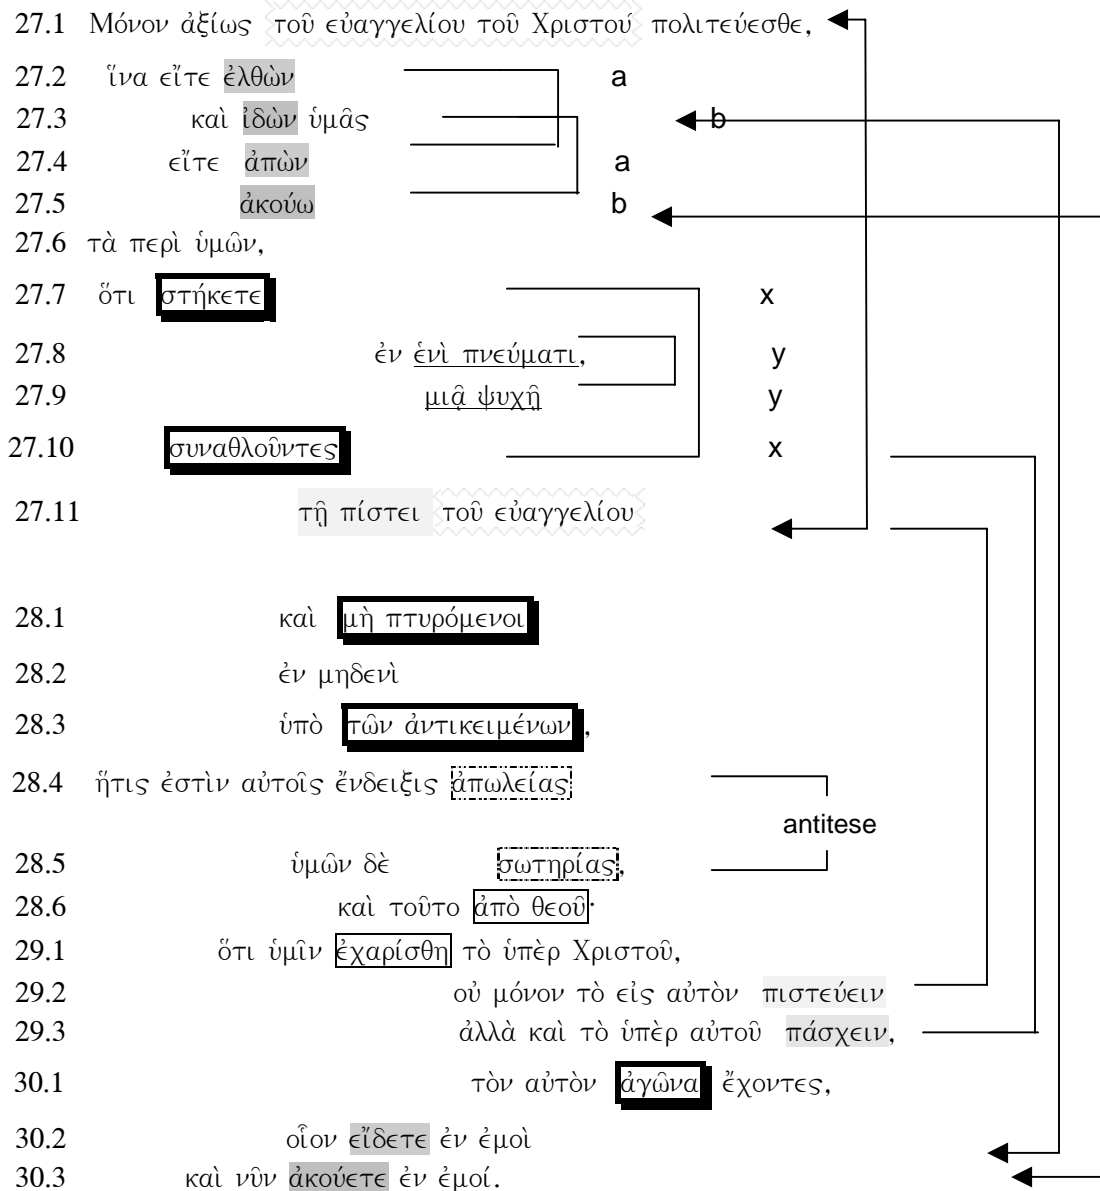 27.1 Μόνον ἀξίως τοῦ εὐαγγελίου τοῦ Χριστοῦ πολιτεύεσθε,
27.2 ἵνα εἴτε ἐλθὼν a
27.3 καὶ ἰδὼν ὑμᾶς b
27.4 εἴτε ἀπὼν a
27.5 ἀκούω b
27.6 τὰ περὶ ὑμῶν,
27.7 ὅτι στήκετε x
27.8 ἐν ἑνὶ πνεύματι, y
27.9 μιᾷ ψυχῇ y
27.10 συναθλοῦντες x
27.11 τῇ πίστει τοῦ εὐαγγελίου
28.1 καὶ μὴ πτυρόμενοι
28.2 ἐν μηδενὶ
28.3 ὑπὸ τῶν ἀντικειμένων,
28.4 ἥτις ἐστὶν αὐτοῖς ἔνδειξις ἀπωλείας
antitese
28.5 ὑμῶν δὲ σωτηρίας,
28.6 καὶ τοῦτο ἀπὸ θεοῦ·
29.1 ὅτι ὑμῖν ἐχαρίσθη τὸ ὑπὲρ Χριστοῦ,
29.2 οὐ μόνον τὸ εἰς αὐτὸν πιστεύειν
29.3 ἀλλὰ καὶ τὸ ὑπὲρ αὐτοῦ πάσχειν,
30.1 τὸν αὐτὸν ἀγῶνα ἔχοντες,
30.2 οἷον εἴδετε ἐν ἐμοὶ
30.3 καὶ νῦν ἀκούετε ἐν ἐμοί.